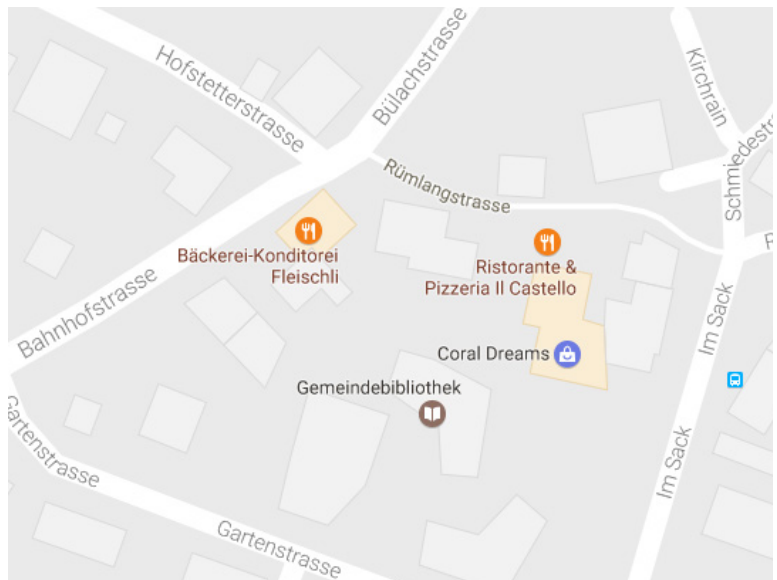 Hofstetterstrasse
Bülachstrasse
Kirchrain
Schmiedestra
Rümlangstrasse
Bäckerei-Konditorei
Fleischli
Ristorante &
Pizzeria Il Castello
Bahnhofstrasse
Im Sack
Coral Dreams
Gemeindebibliothek
Gartenstrasse
Im Sack
Gartenstrasse